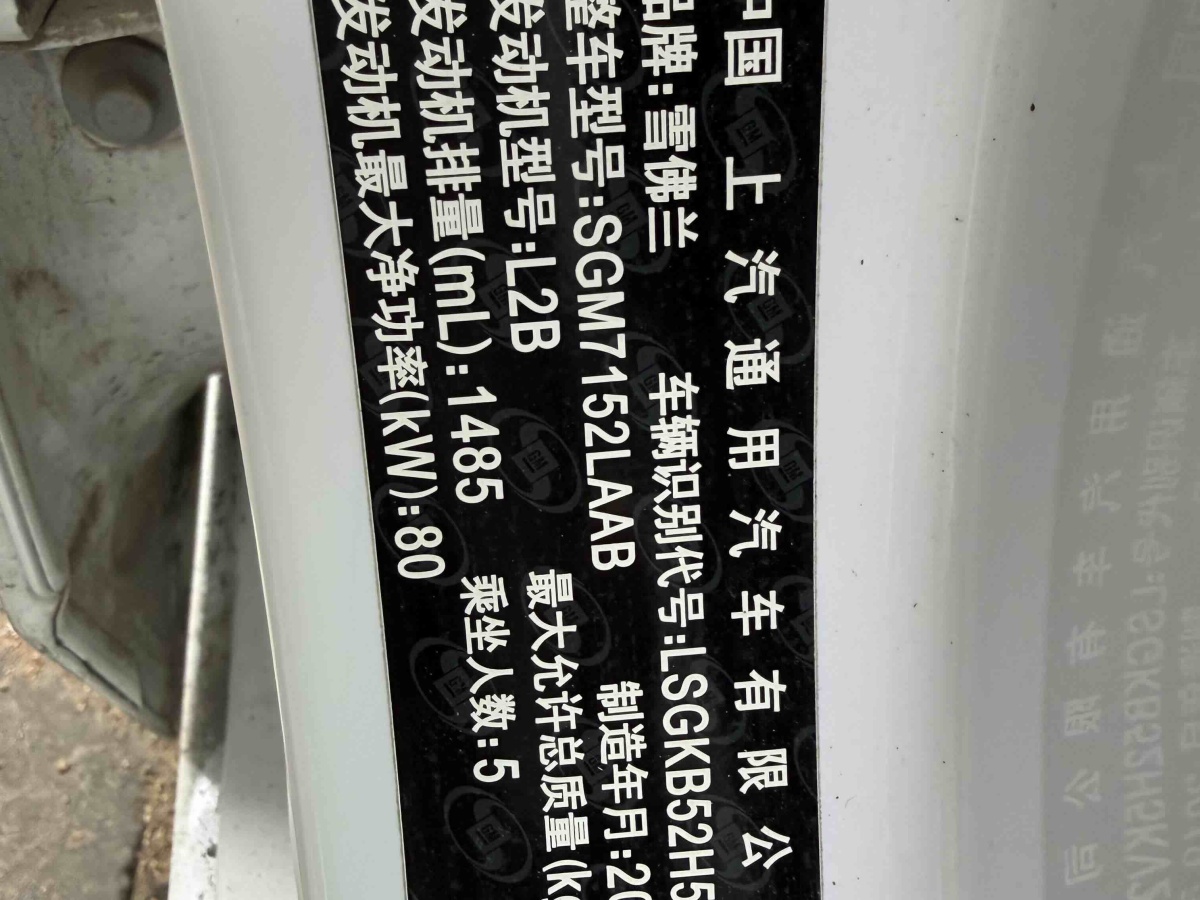 中国上汽通用汽车有限公
品牌:雪佛兰 车辆识别代号:LSGKB52H5
整车型号:SGM7152LAAB 制造年月:20
发动机型号:L2B 最大允许总质量(kg
发动机排量(mL):1485 乘坐人数:5
发动机最大净功率(kW):80